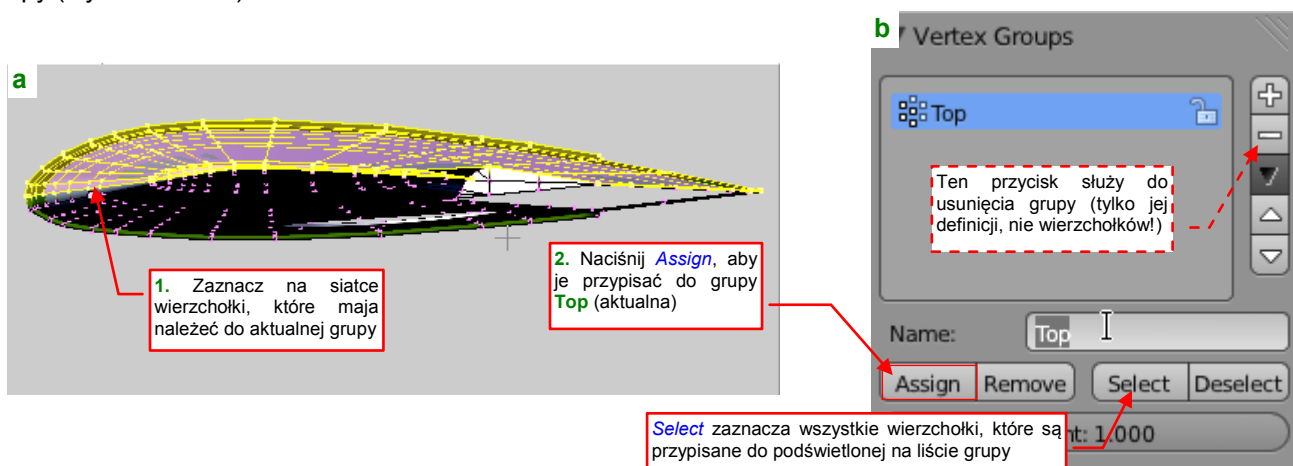 a
1. Zaznacz na siatce
wierzchołki, które maja
należeć do aktualnej grupy
2. Naciśnij Assign, aby
je przypisać do grupy
Top (aktualna)
b
Vertex Groups
Top
Ten przycisk służy do
usunięcia grupy (tylko jej
definicji, nie wierzchołków!)
Name: Top
Assign Remove Select Deselect
1.000
Select zaznacza wszystkie wierzchołki, które są
przypisane do podświetlonej na liście grupy